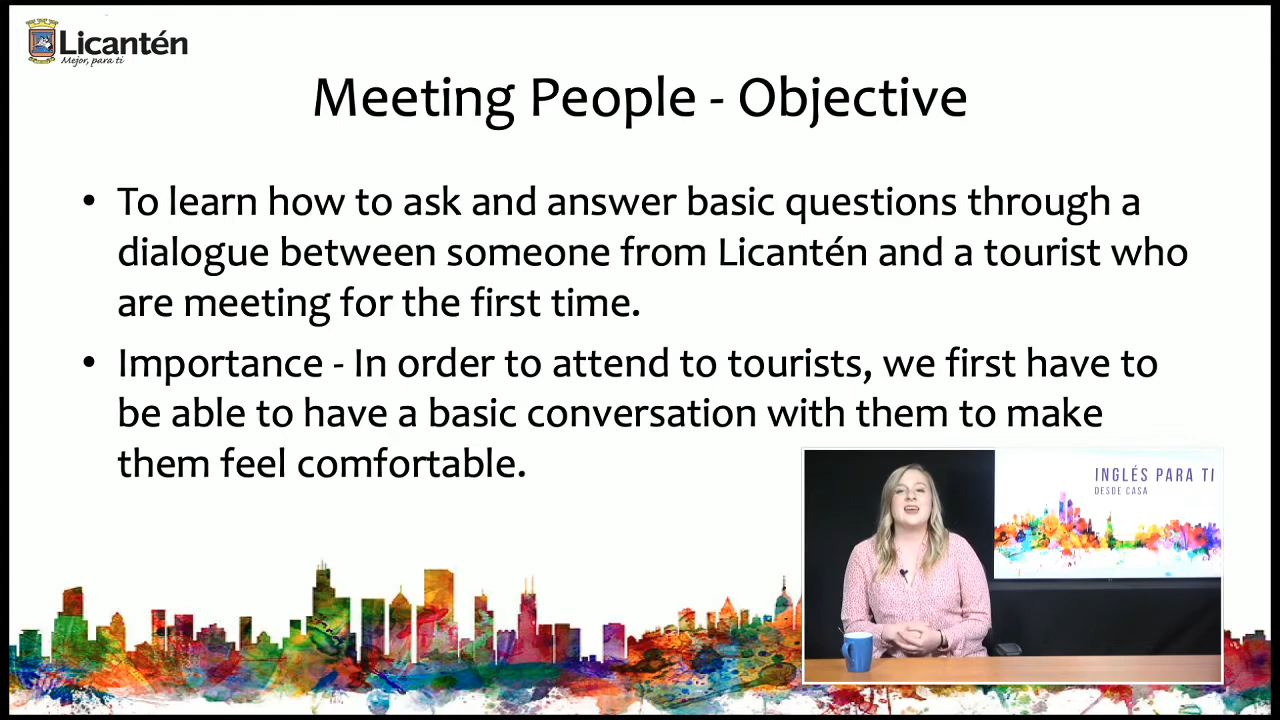 Licantén
Mejor, para ti
Meeting People - Objective
• To learn how to ask and answer basic questions through a
dialogue between someone from Licantén and a tourist who
are meeting for the first time.
• Importance - In order to attend to tourists, we first have to
be able to have a basic conversation with them to make
them feel comfortable.
INGLÉS PARA TI
DESDE CASA